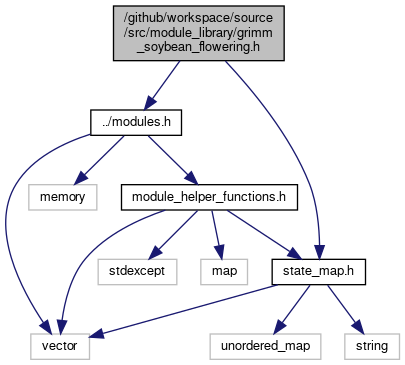 /github/workspace/source
/src/module_library/grimm
_soybean_flowering.h
../modules.h
memory
module_helper_functions.h
stdexcept
map
state_map.h
vector
unordered_map
string